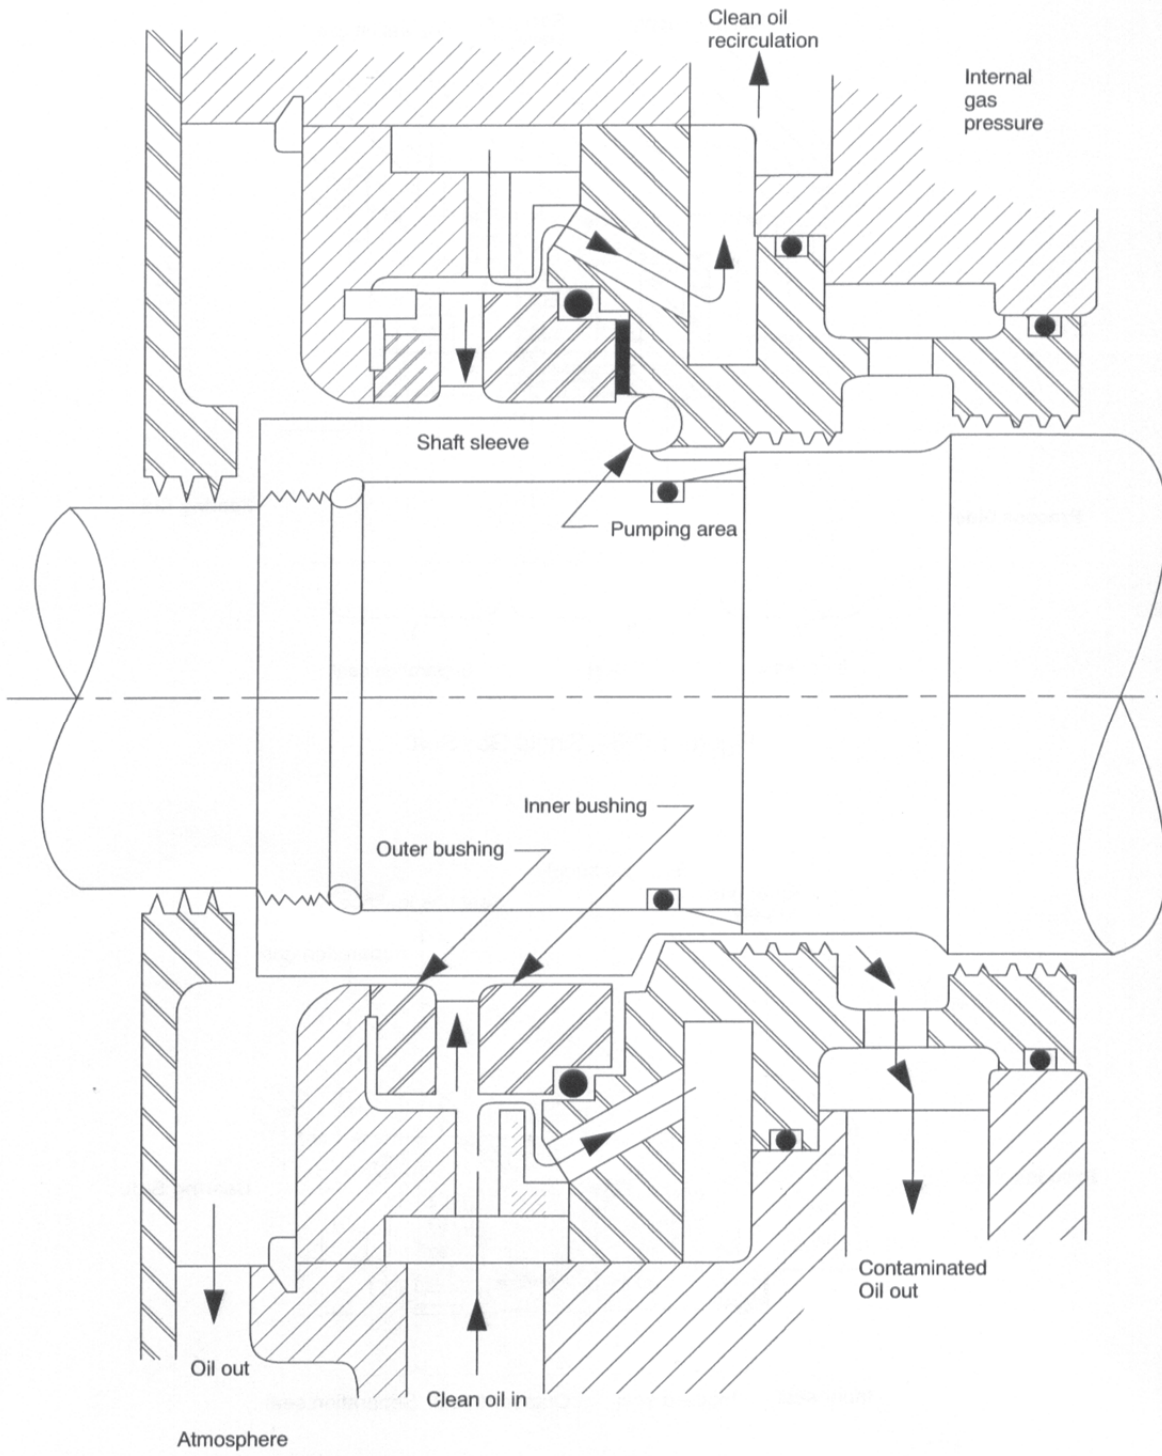 Clean oil
recirculation
Internal
gas
pressure
Shaft sleeve
Pumping area
Inner bushing
Outer bushing
Contaminated
Oil out
Oil out
Clean oil in
Atmosphere